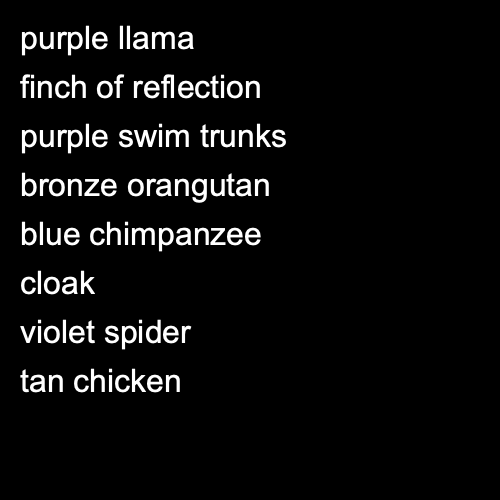 purple llama
finch of reflection
purple swim trunks
bronze orangutan
blue chimpanzee
cloak
violet spider
tan chicken